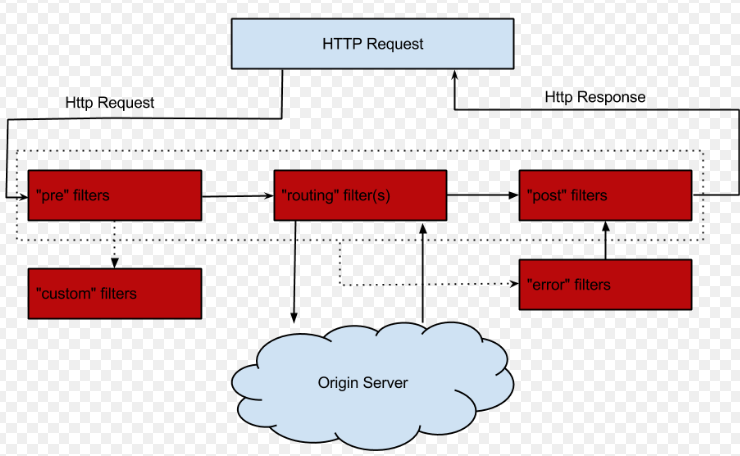 HTTP Request
Http Request
Http Response
"pre" filters
"routing" filter(s)
"post" filters
"custom" filters
"error" filters
Origin Server